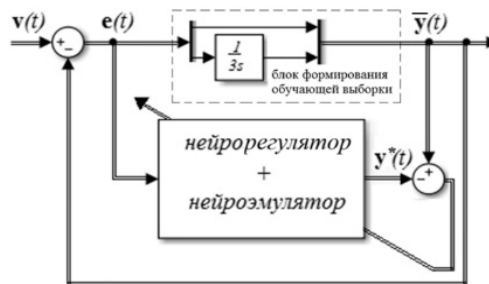 v(t)
e(t)
ȳ(t)
+
−
1
3s
блок формирования
обучающей выборки
нейрорегулятор
+
нейроэмулятор
y*(t)
−
+